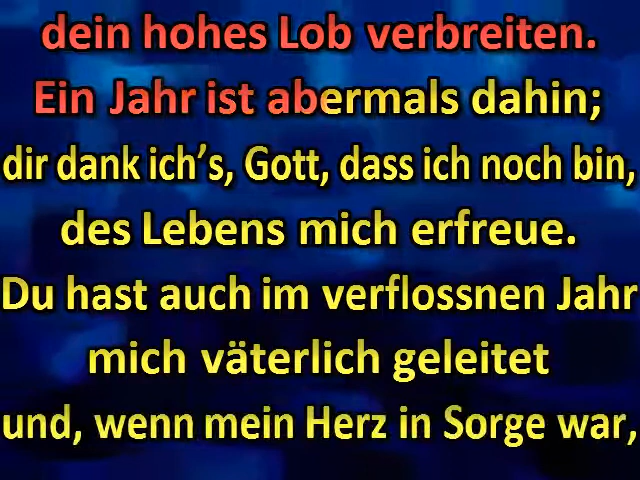 dein hohes Lob verbreiten.
Ein Jahr ist abermals dahin;
dir dank ich’s, Gott, dass ich noch bin,
des Lebens mich erfreue.
Du hast auch im verflossnen Jahr
mich väterlich geleitet
und, wenn mein Herz in Sorge war,